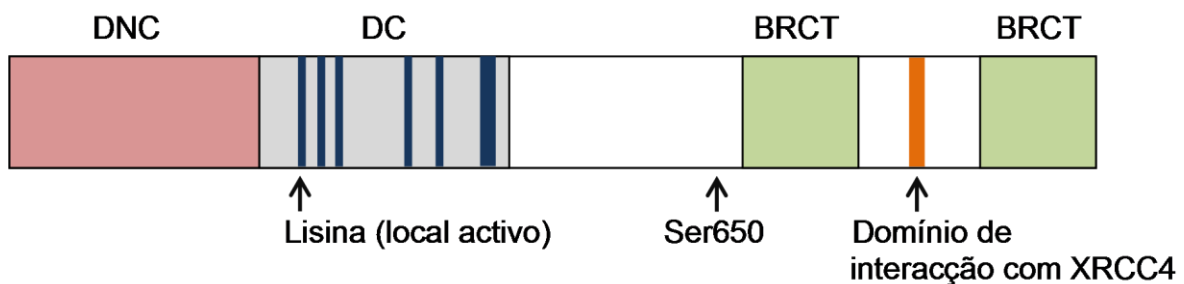 DNC DC BRCT BRCT
Lisina (local activo) Ser650 Domínio de
interacção com XRCC4